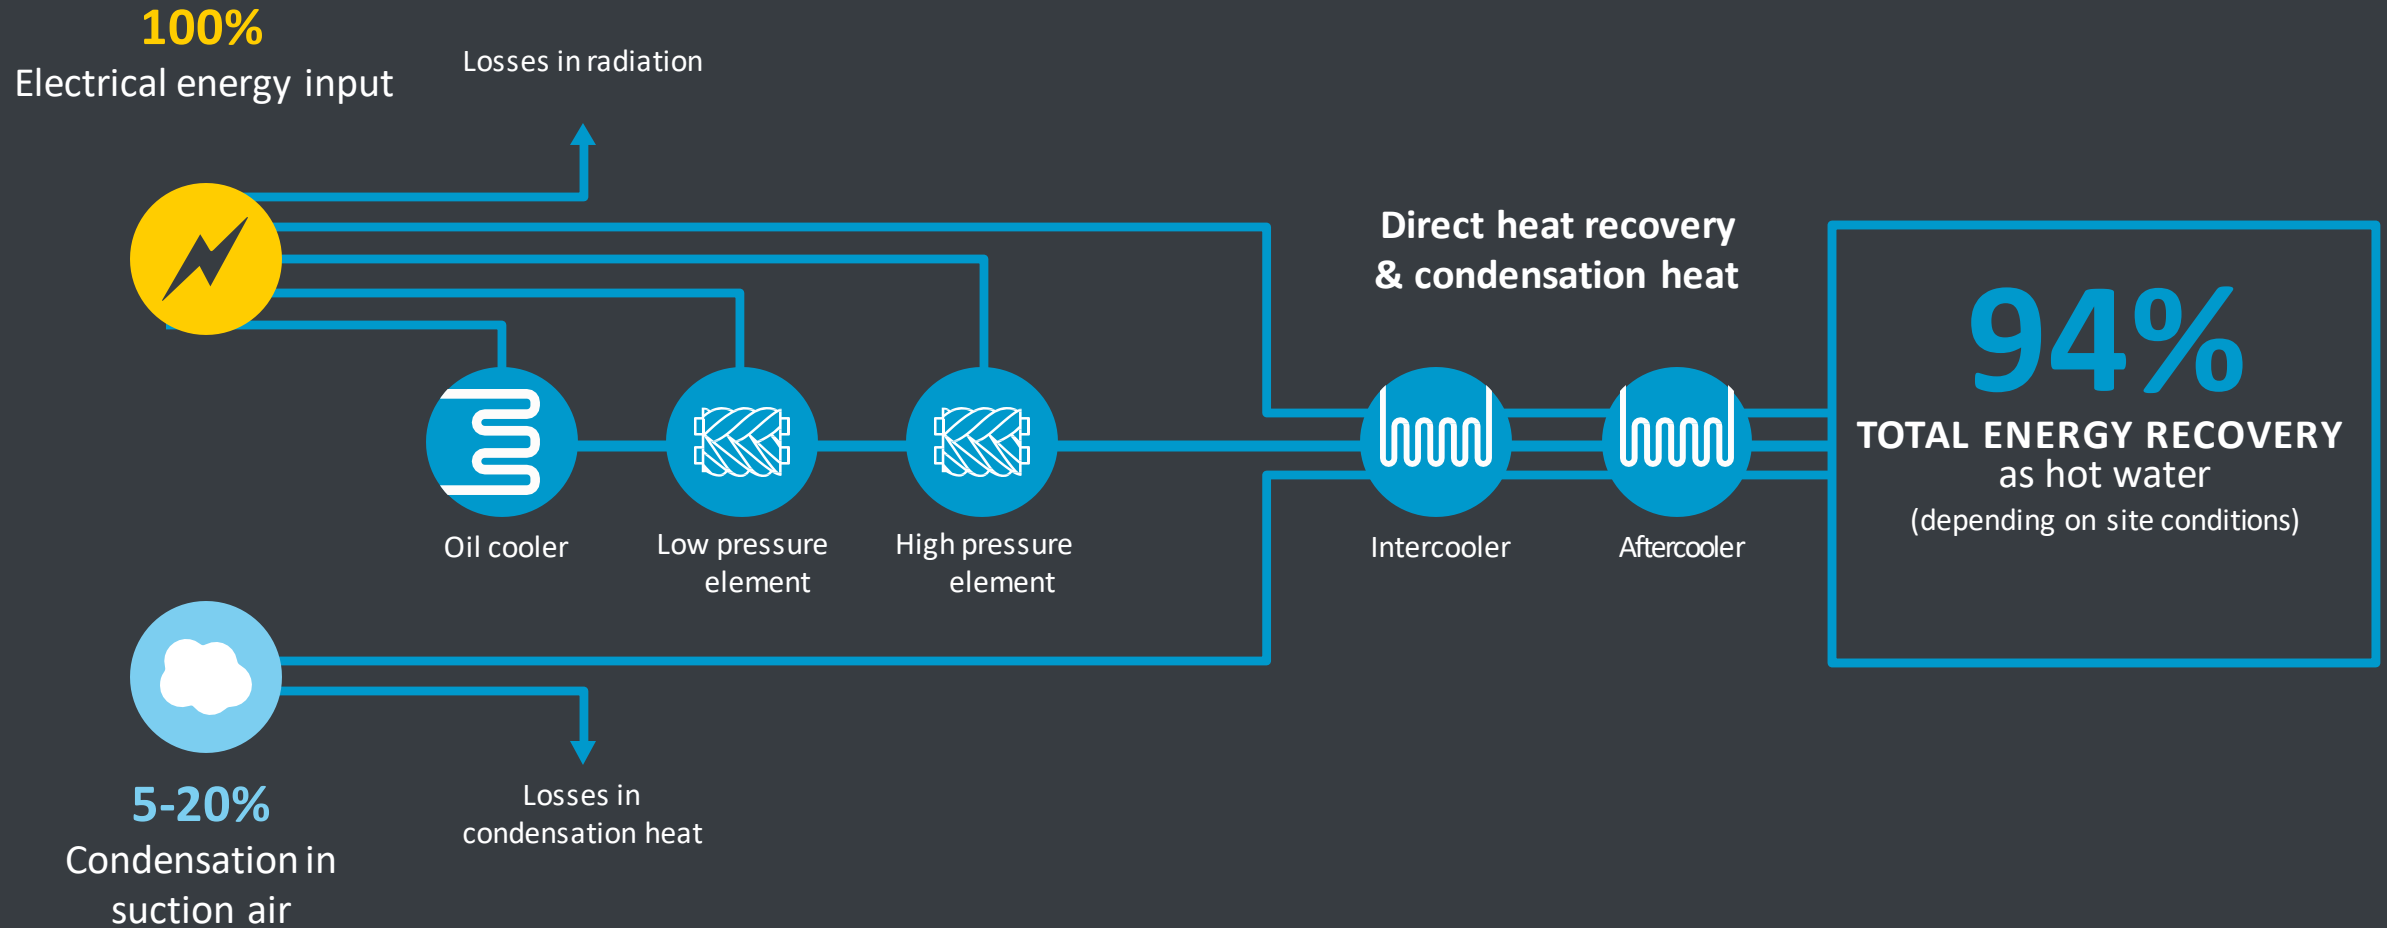 100%
Electrical energy input
Losses in radiation
Direct heat recovery
& condensation heat
94%
TOTAL ENERGY RECOVERY
as hot water
(depending on site conditions)
Oil cooler
Low pressure
element
High pressure
element
Intercooler
Aftercooler
5-20%
Condensation in
suction air
Losses in
condensation heat